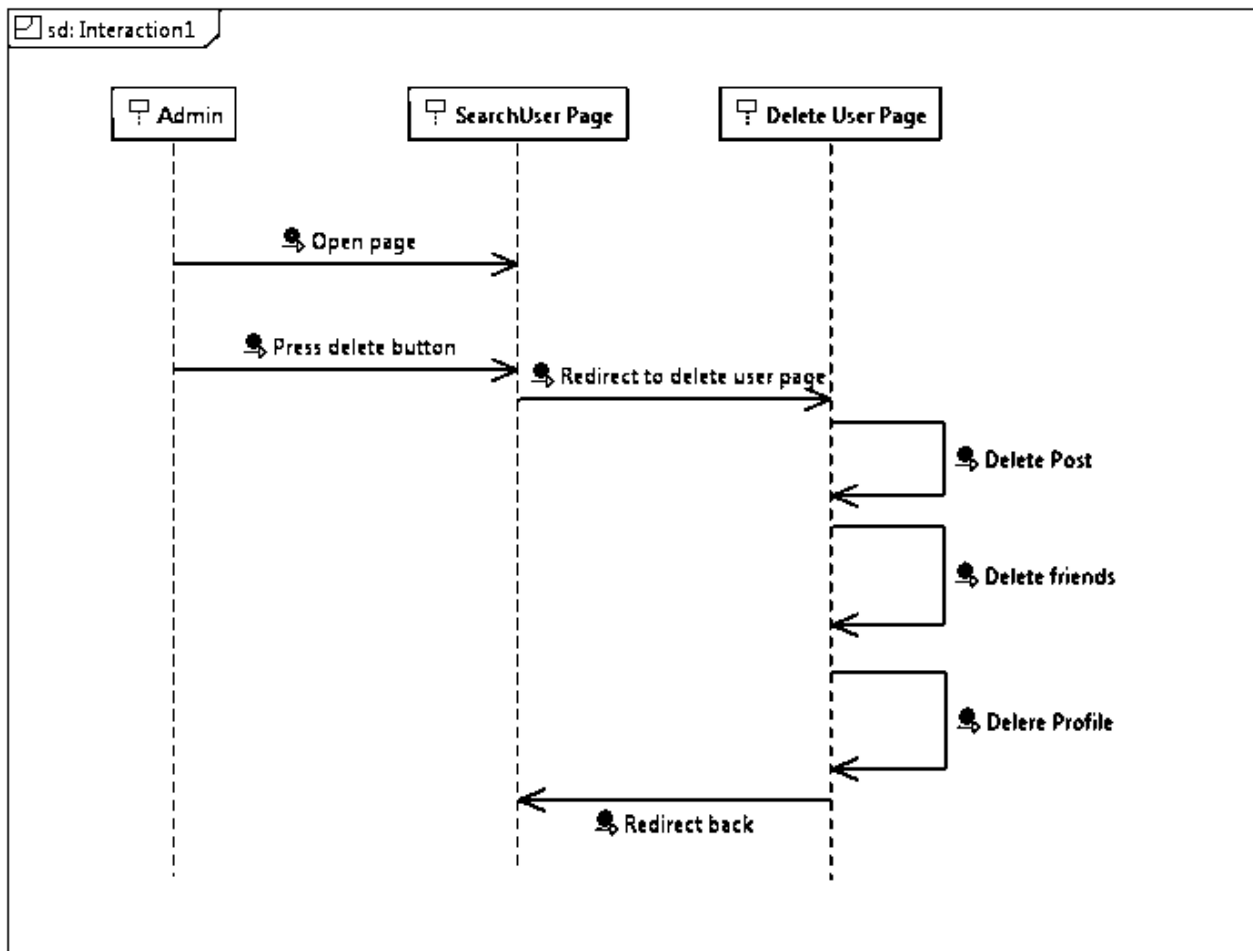 sd: Interaction1
Admin
SearchUser Page
Delete User Page
Open page
Press delete button
Redirect to delete user page
Delete Post
Delete friends
Delere Profile
Redirect back